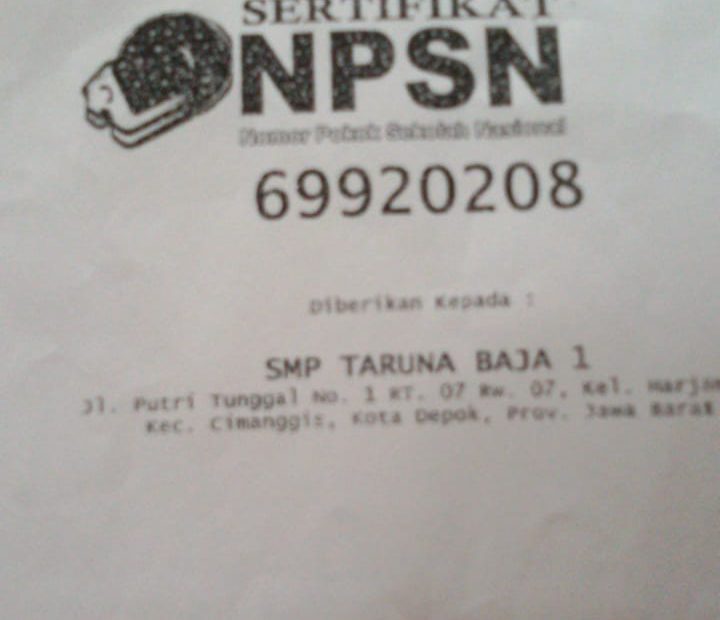 SERTIFIKAT
NPSN
Nomor Pokok Sekolah Nasional
69920208
Diberikan Kepada :
SMP TARUNA BAJA 1
Jl. Putri Tunggal No. 1 RT. 07 Rw. 07, Kel. Harjam
Kec. Cimanggis, Kota Depok, Prov. Jawa Barat